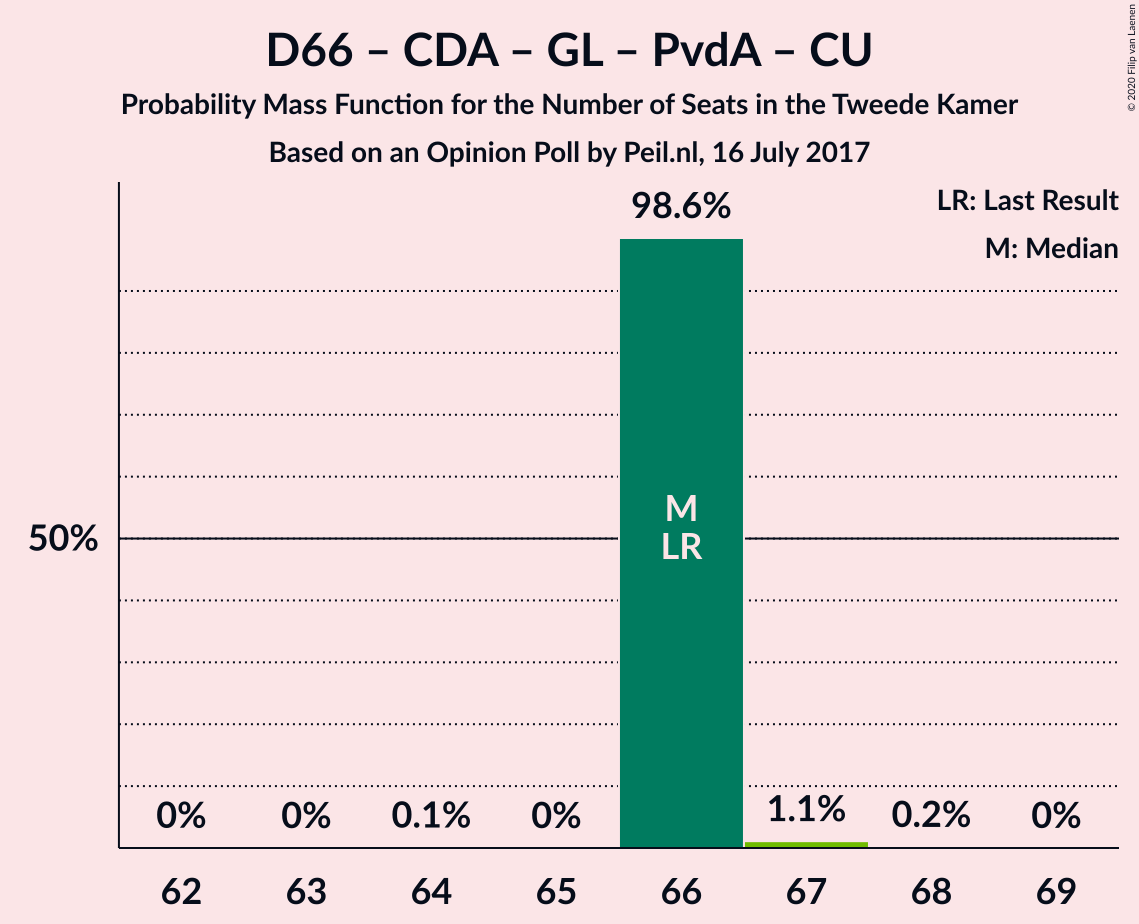 D66 – CDA – GL – PvdA – CU
Probability Mass Function for the Number of Seats in the Tweede Kamer
Based on an Opinion Poll by Peil.nl, 16 July 2017
© 2020 Filip van Laenen
LR: Last Result
M: Median
98.6%
M
LR
50%
0% 0% 0.1% 0% 1.1% 0.2% 0%
62 63 64 65 66 67 68 69